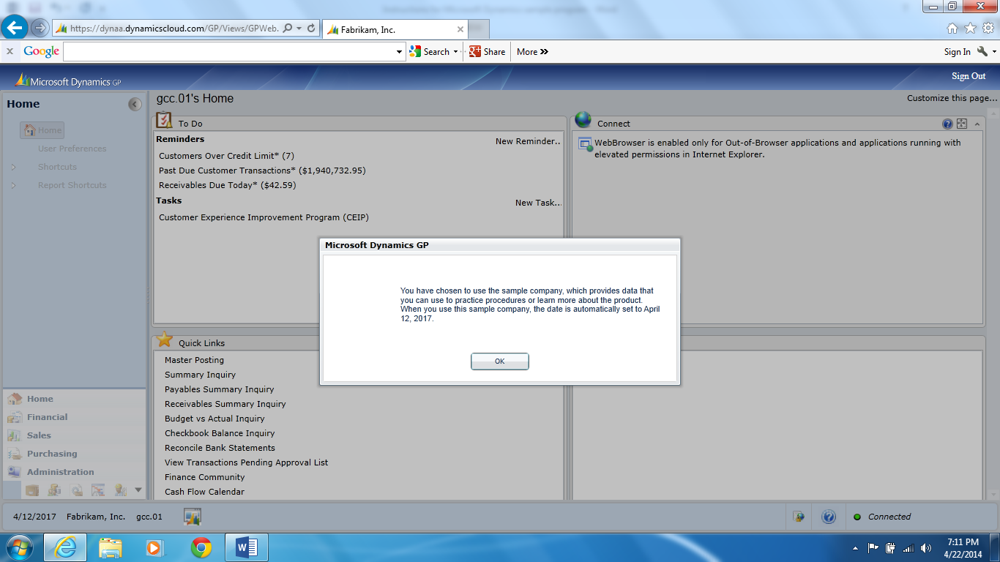 https://dynaa.dynamicscloud.com/GP/Views/GPWeb.
Fabrikam, Inc.
x Google Search Share More »
Sign In
Microsoft Dynamics GP
Sign Out
Home
gcc.01's Home
Customize this page...
Home
User Preferences
Shortcuts
Report Shortcuts
To Do
Reminders
New Reminder..
Customers Over Credit Limit* (7)
Past Due Customer Transactions* ($1,940,732.95)
Receivables Due Today* ($42.59)
Tasks
New Task..
Customer Experience Improvement Program (CEIP)
Connect
WebBrowser is enabled only for Out-of-Browser applications and applications running with
elevated permissions in Internet Explorer.
Microsoft Dynamics GP
You have chosen to use the sample company, which provides data that
you can use to practice procedures or learn more about the product.
When you use this sample company, the date is automatically set to April
12, 2017.
OK
Quick Links
Master Posting
Summary Inquiry
Payables Summary Inquiry
Receivables Summary Inquiry
Budget vs Actual Inquiry
Checkbook Balance Inquiry
Reconcile Bank Statements
View Transactions Pending Approval List
Finance Community
Cash Flow Calendar
Home
Financial
Sales
Purchasing
Administration
4/12/2017 Fabrikam, Inc. gcc.01
Connected
7:11 PM
4/22/2014